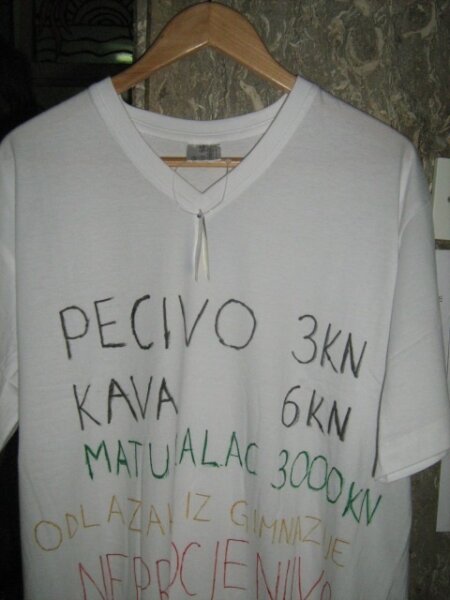 PECIVO 3KN
KAVA 6KN
MATURALAC 3000KN
ODLAZAK IZ GIMNAZIJE
NEPROCJENJIVO